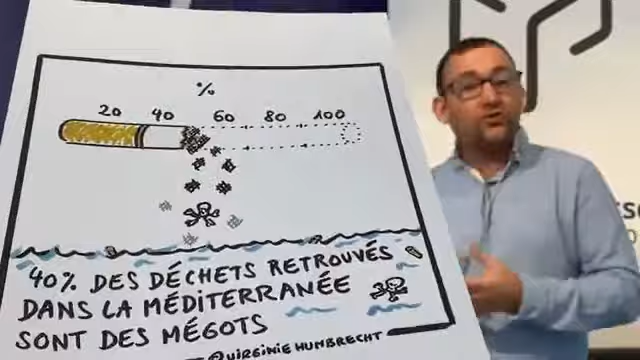 %
20 40 60 80 100
40% DES DÉCHETS RETROUVÉS
DANS LA MÉDITERRANÉE
SONT DES MÉGOTS
@VIRGINIE HUMBRECHT